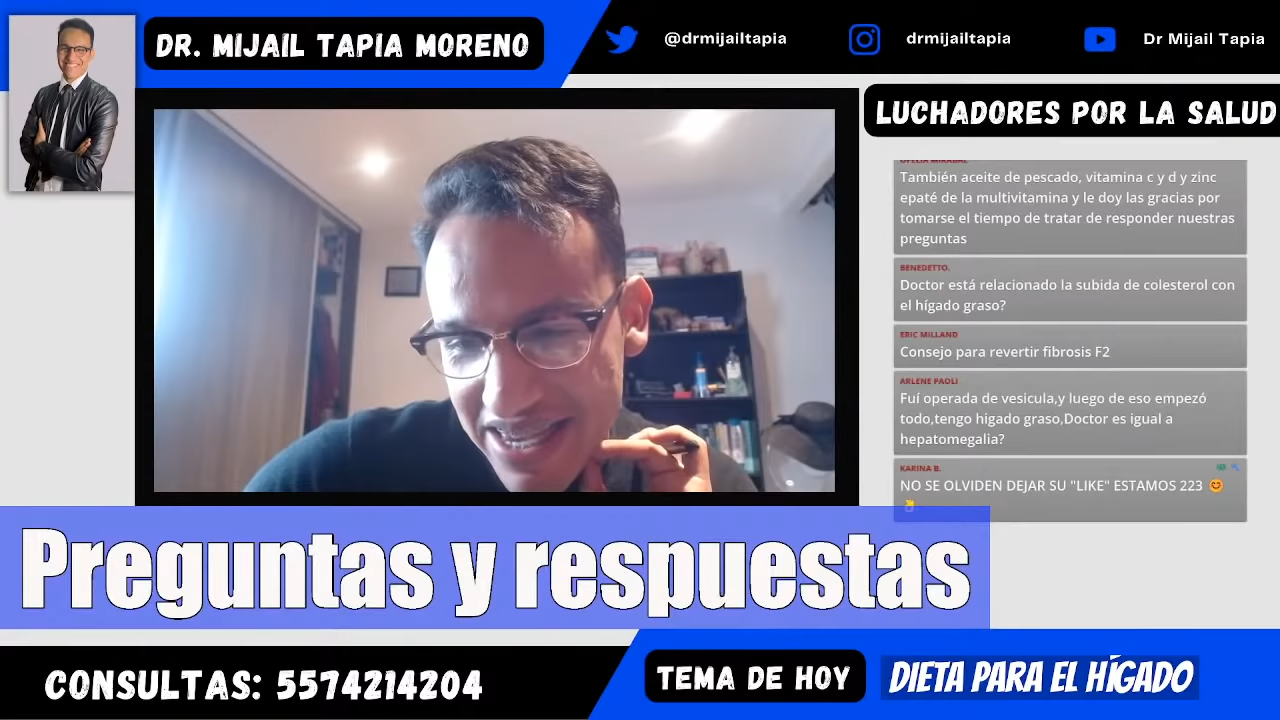 DR. MIJAIL TAPIA MORENO
@drmijailtapia
drmijailtapia
Dr Mijail Tapia
LUCHADORES POR LA SALUD
OFELIA MIRABAL
También aceite de pescado, vitamina c y d y zinc
epaté de la multivitamina y le doy las gracias por
tomarse el tiempo de tratar de responder nuestras
preguntas
BENEDETTO.
Doctor está relacionado la subida de colesterol con
el hígado graso?
ERIC MILLAND
Consejo para revertir fibrosis F2
ARLENE PAOLI
Fuí operada de vesicula,y luego de eso empezó
todo,tengo higado graso,Doctor es igual a
hepatomegalia?
KARINA B.
NO SE OLVIDEN DEJAR SU "LIKE" ESTAMOS 223 😊
Preguntas y respuestas
CONSULTAS: 5574214204
TEMA DE HOY
DIETA PARA EL HÍGADO